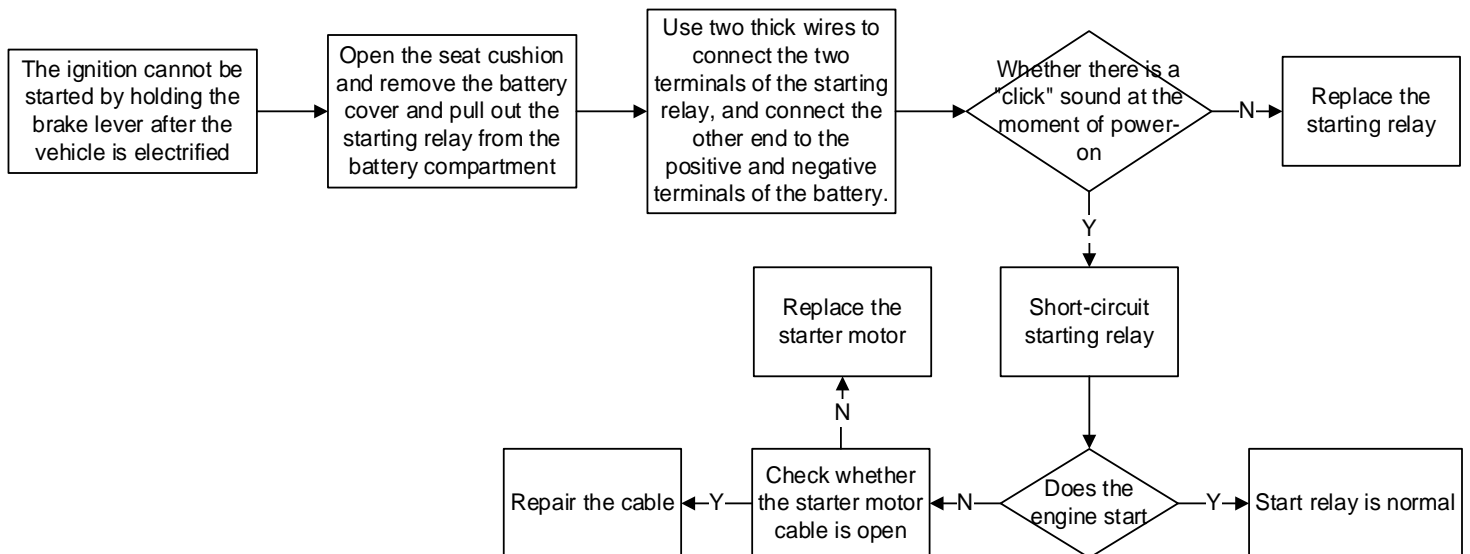 The ignition cannot be
started by holding the
brake lever after the
vehicle is electrified
Open the seat cushion
and remove the battery
cover and pull out the
starting relay from the
battery compartment
Use two thick wires to
connect the two
terminals of the starting
relay, and connect the
other end to the
positive and negative
terminals of the battery.
Whether there is a
"click" sound at the
moment of power-
on
N
Replace the
starting relay
Y
Short-circuit
starting relay
Does the
engine start
Y
Start relay is normal
N
Check whether
the starter motor
cable is open
N
Replace the
starter motor
Y
Repair the cable